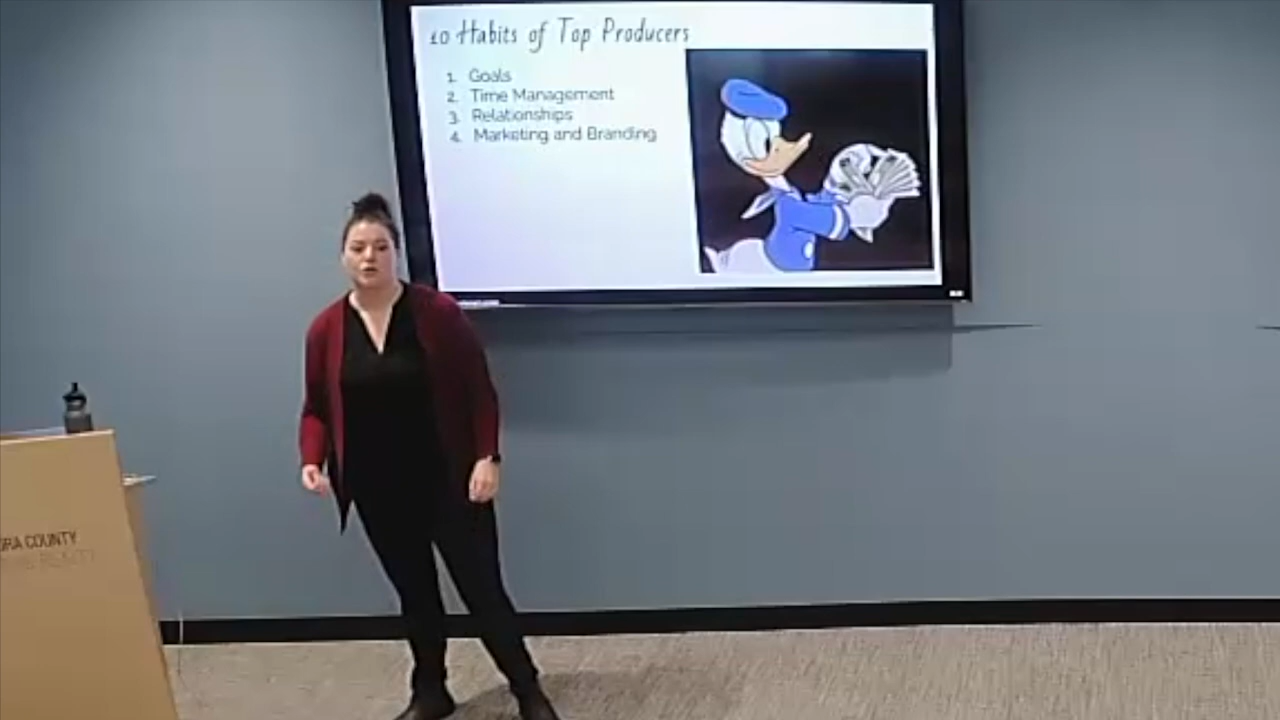 10 Habits of Top Producers
1. Goals
2. Time Management
3. Relationships
4. Marketing and Branding
COUNTY